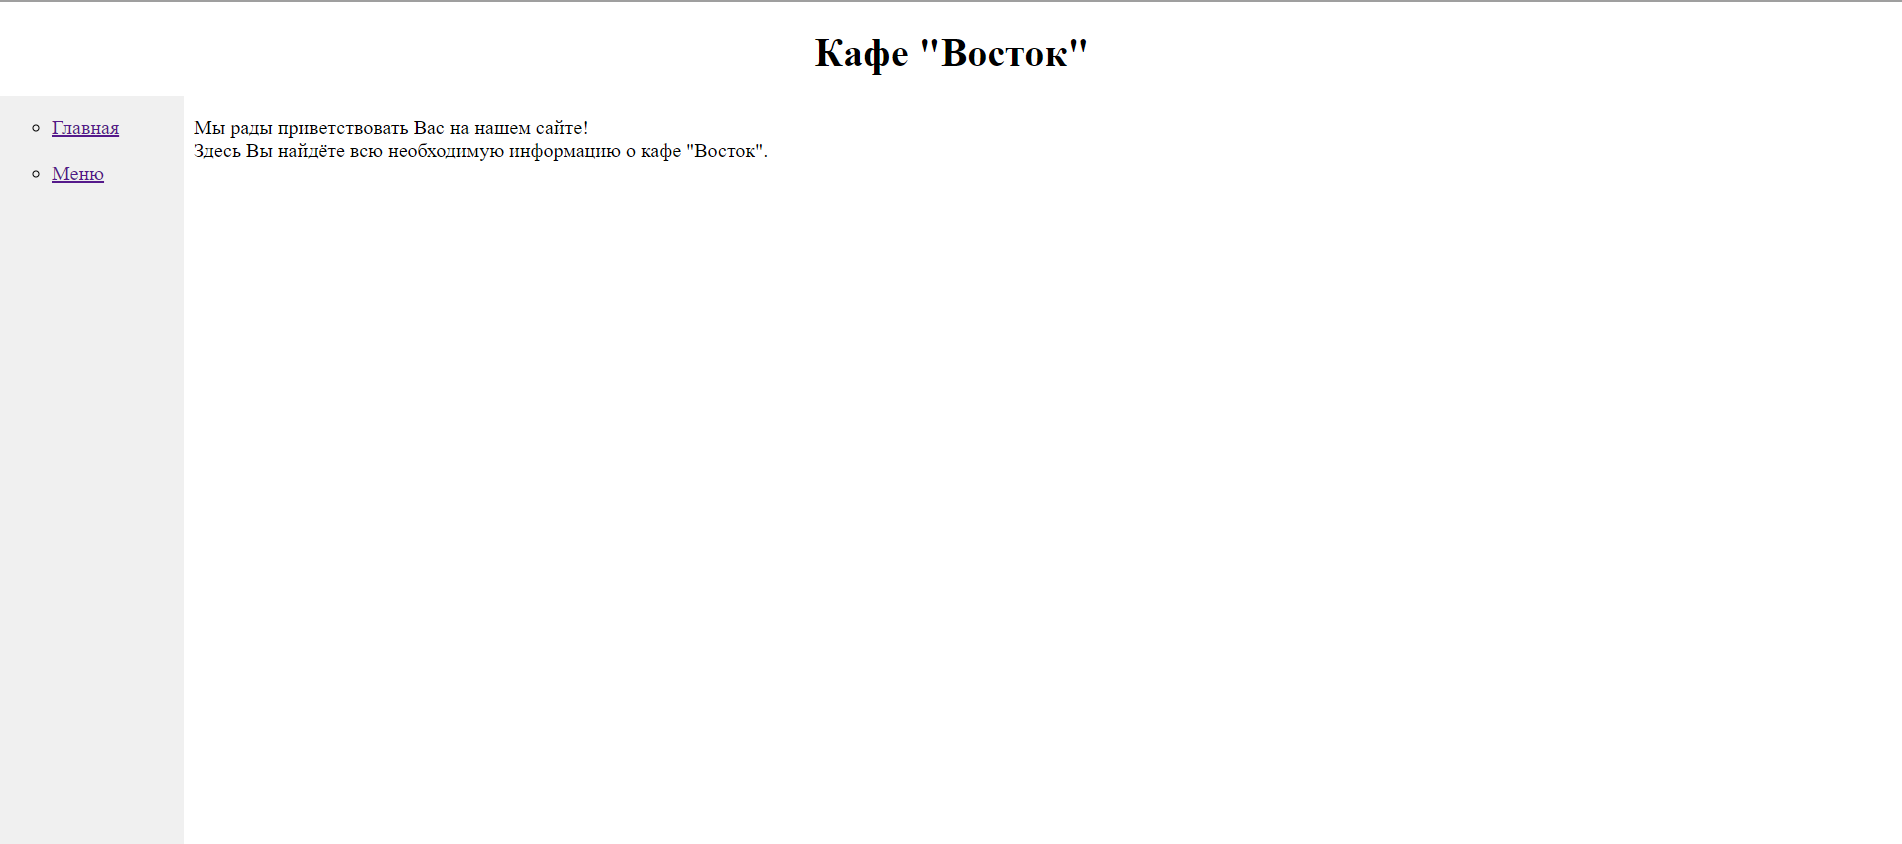 Кафе "Восток"
Главная
Меню
Мы рады приветствовать Вас на нашем сайте!
Здесь Вы найдёте всю необходимую информацию о кафе "Восток".